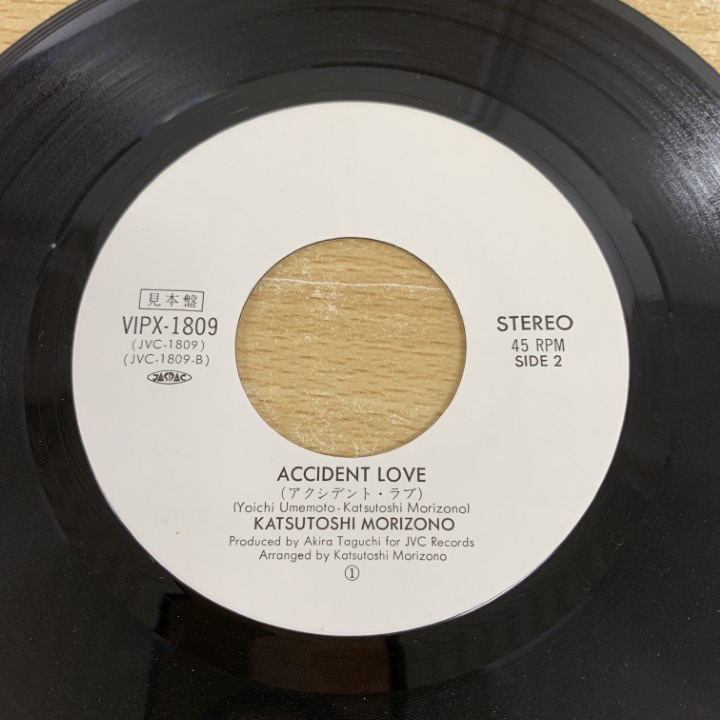 見本盤
VIPX-1809
(JVC-1809)
(JVC-1809-B)
JASRAC
STEREO
45 RPM
SIDE 2
ACCIDENT LOVE
(アクシデント・ラブ)
(Yoichi Umemoto-Katsutoshi Morizono)
KATSUTOSHI MORIZONO
Produced by Akira Taguchi for JVC Records
Arranged by Katsutoshi Morizono
①